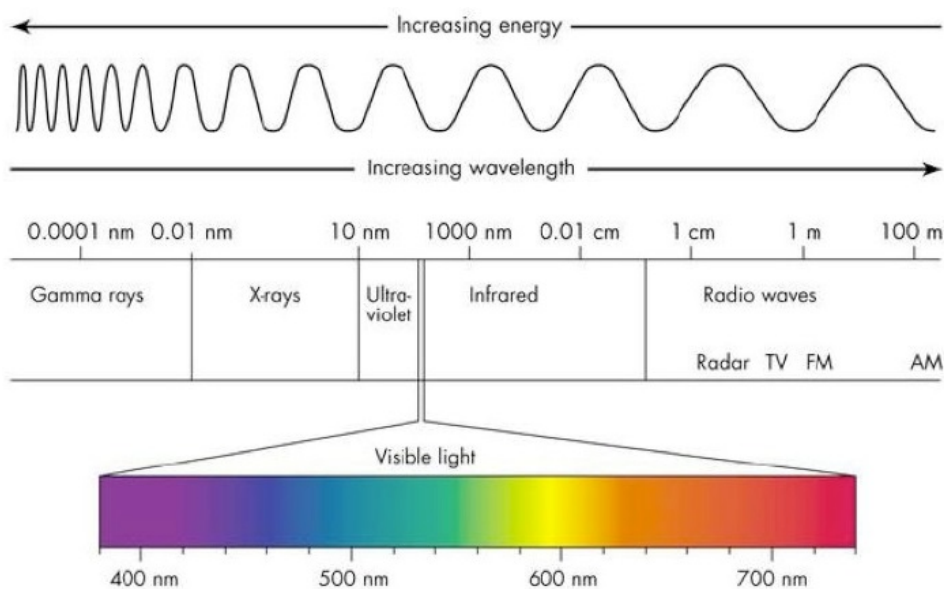 Increasing energy
Increasing wavelength
0.0001 nm 0.01 nm 10 nm 1000 nm 0.01 cm 1 cm 1 m 100 m
Gamma rays X-rays Ultra-violet Infrared Radio waves
Radar TV FM AM
Visible light
400 nm 500 nm 600 nm 700 nm